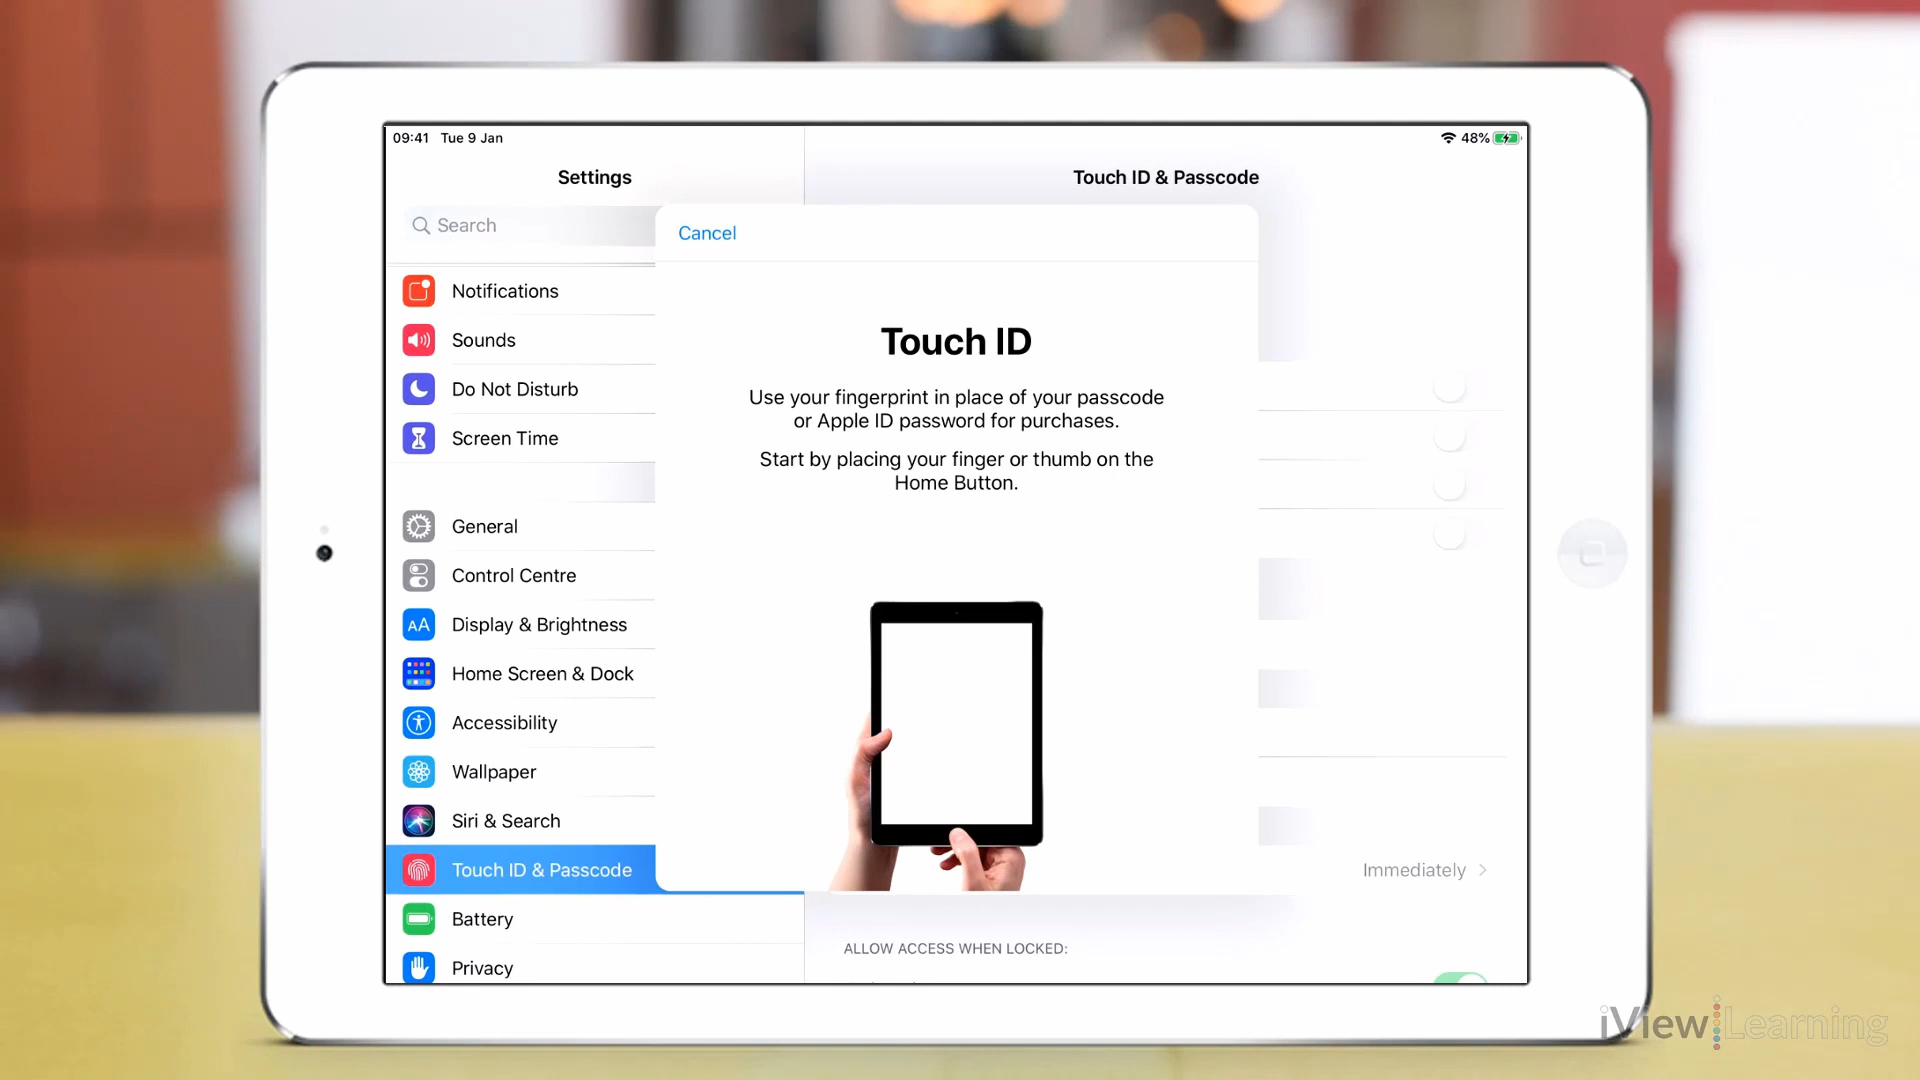 09:41 Tue 9 Jan
48%
Settings
Touch ID & Passcode
Search
Cancel
Notifications
Sounds
Do Not Disturb
Screen Time
General
Control Centre
AA Display & Brightness
Home Screen & Dock
Accessibility
Wallpaper
Siri & Search
Touch ID & Passcode
Battery
Privacy
Touch ID
Use your fingerprint in place of your passcode
or Apple ID password for purchases.
Start by placing your finger or thumb on the
Home Button.
Immediately
ALLOW ACCESS WHEN LOCKED:
iView Learning